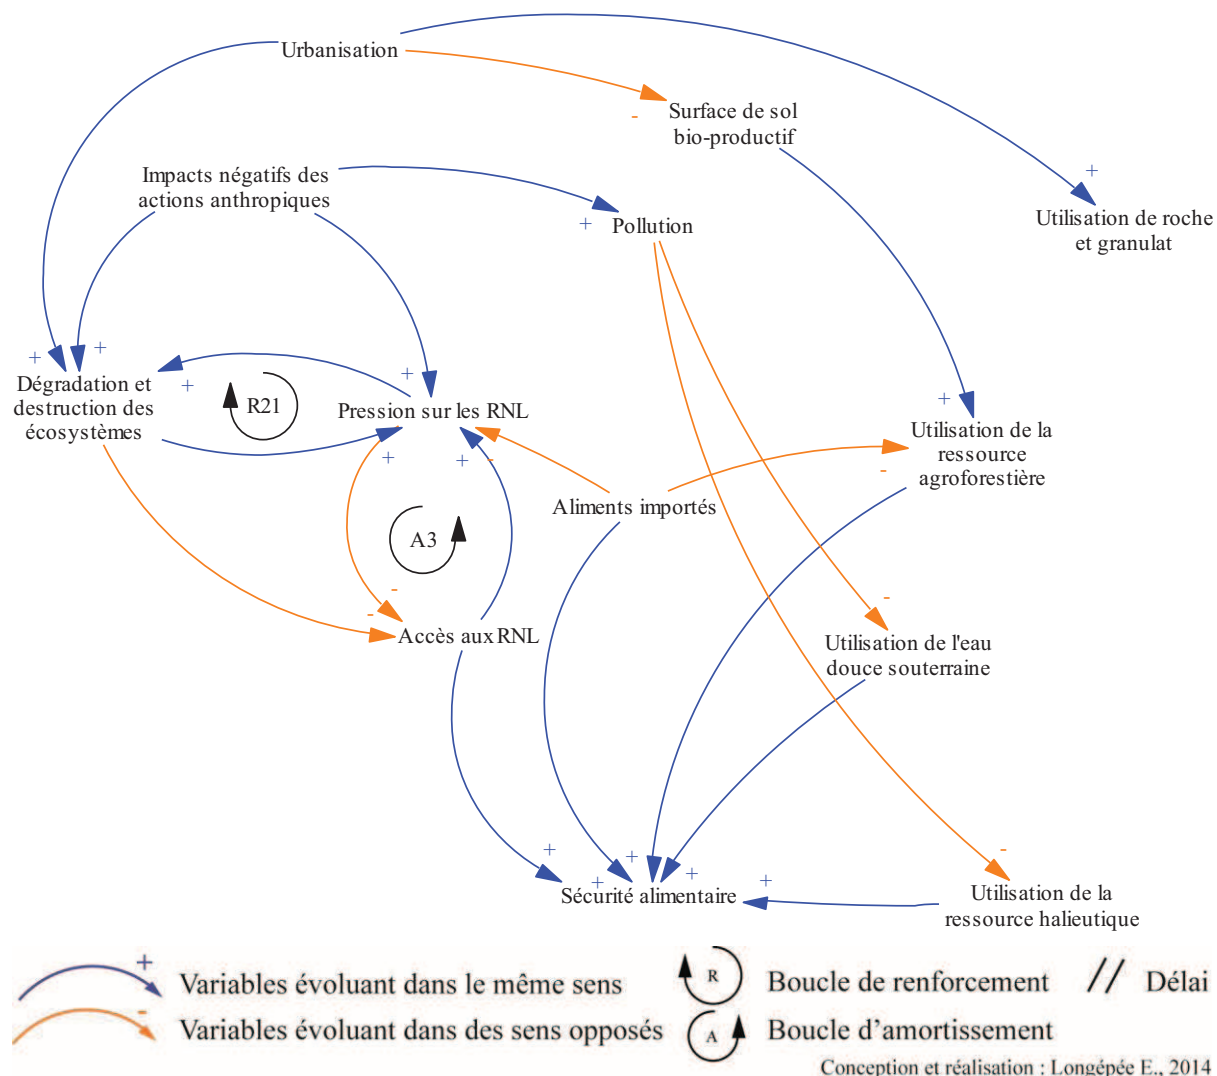 Urbanisation
-
Surface de sol
bio-productif
Impacts négatifs des
actions anthropiques
+
Utilisation de roche
et granulat
+
Pollution
+
+
Dégradation et
destruction des
écosystèmes
+
R21
+
Pression sur les RNL
+
+
-
+
Utilisation de la
ressource
agroforestière
-
Aliments importés
A3
-
-
Accès aux RNL
-
Utilisation de l'eau
douce souterraine
+
+
+
+
+
-
Sécurité alimentaire
Utilisation de la
ressource halieutique
+
Variables évoluant dans le même sens
R
Boucle de renforcement
//
Délai
-
Variables évoluant dans des sens opposés
A
Boucle d’amortissement
Conception et réalisation : Longépée E., 2014